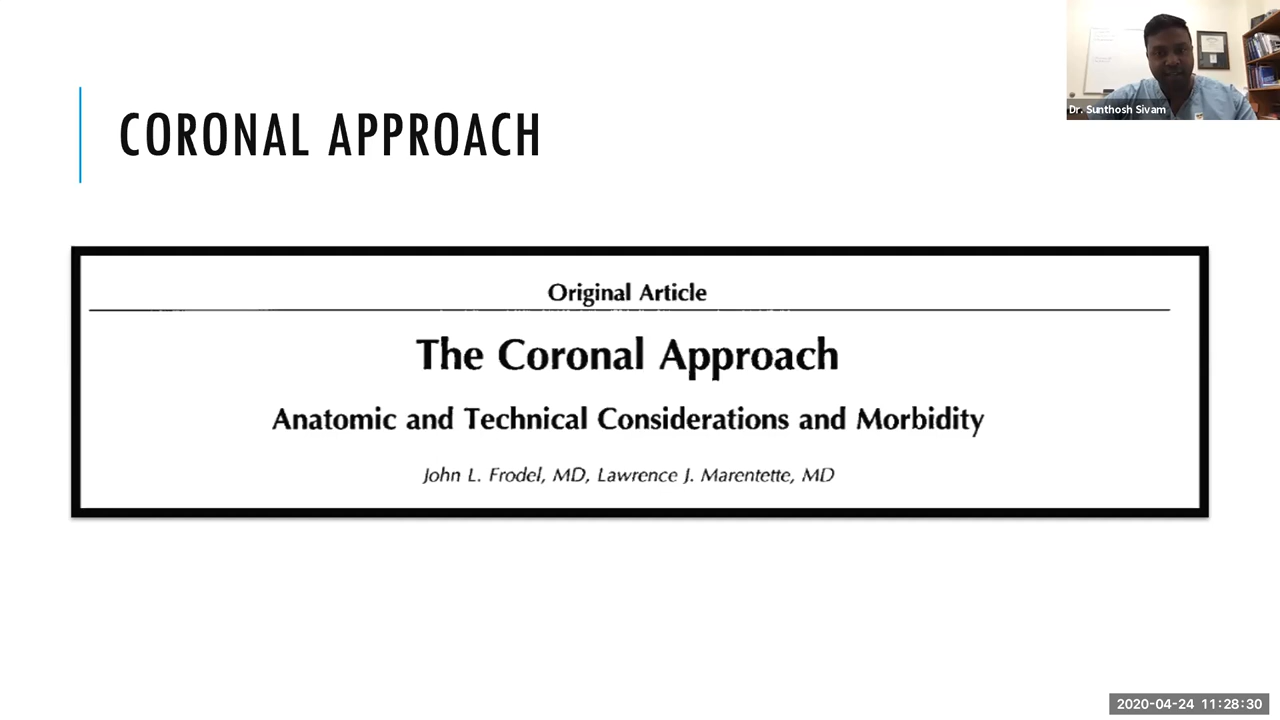 CORONAL APPROACH
Dr. Sunthosh Sivam
Original Article
The Coronal Approach
Anatomic and Technical Considerations and Morbidity
John L. Frodel, MD, Lawrence J. Marentette, MD
2020-04-24 11:28:30